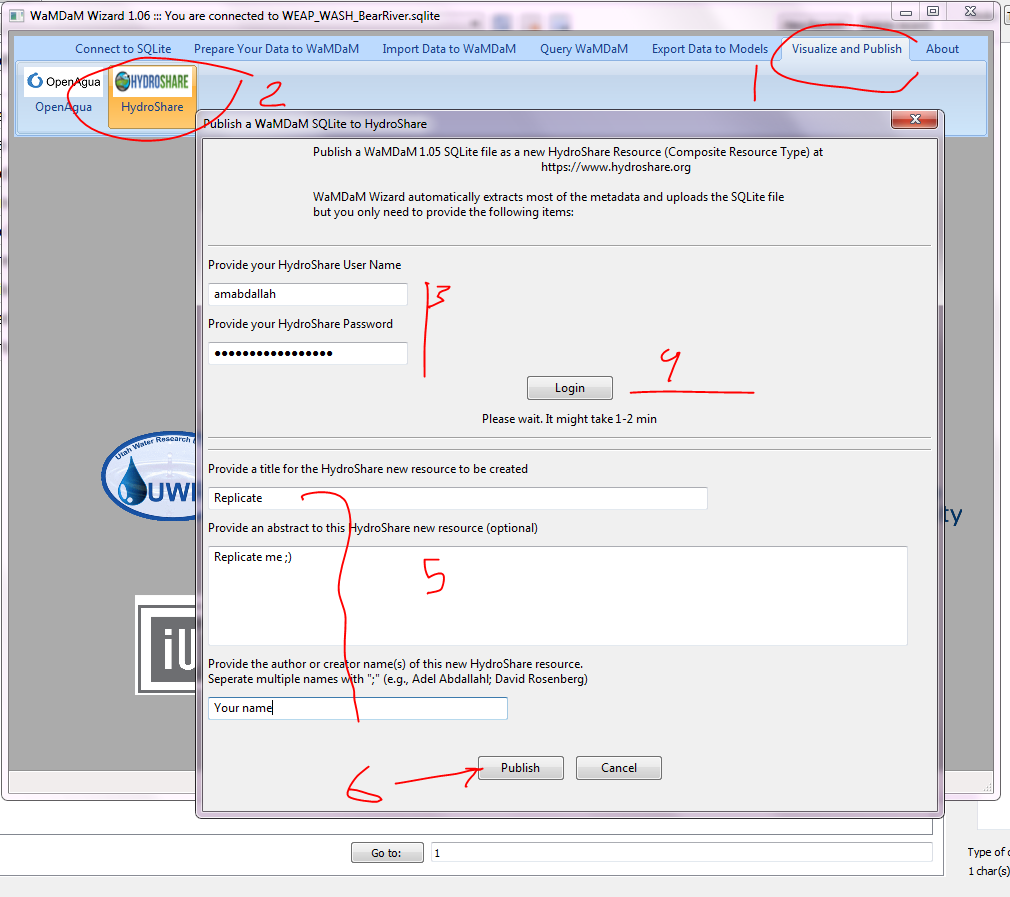 WaMDaM Wizard 1.06 ::: You are connected to WEAP_WASH_BearRiver.sqlite
Connect to SQLite Prepare Your Data to WaMDaM Import Data to WaMDaM Query WaMDaM Export Data to Models Visualize and Publish About
1
OpenAgua HYDROSHARE
OpenAgua HydroShare
2
Publish a WaMDaM SQLite to HydroShare
Publish a WaMDaM 1.05 SQLite file as a new HydroShare Resource (Composite Resource Type) at
https://www.hydroshare.org
WaMDaM Wizard automatically extracts most of the metadata and uploads the SQLite file
but you only need to provide the following items:
Provide your HydroShare User Name
amabdallah
3
Provide your HydroShare Password
•••••••••••••••••
4
Login
Please wait. It might take 1-2 min
Provide a title for the HydroShare new resource to be created
Replicate
Provide an abstract to this HydroShare new resource (optional)
Replicate me ;)
5
Provide the author or creator name(s) of this new HydroShare resource.
Seperate multiple names with ";" (e.g., Adel Abdallahl; David Rosenberg)
Your name
6
Publish Cancel
Utah Water Research
UW
ty
iU
Go to: 1
Type of
1 char(s)